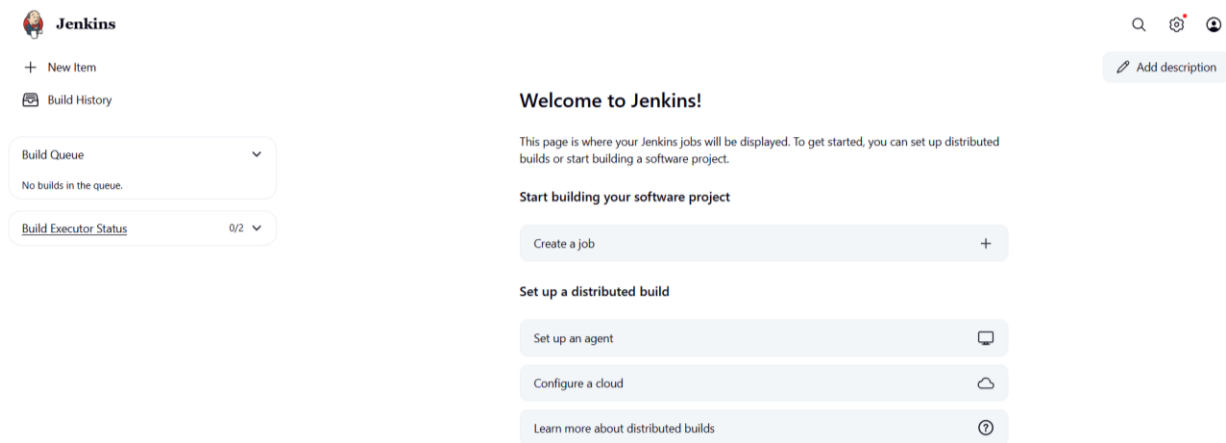 Jenkins
New Item
Build History
Build Queue
No builds in the queue.
Build Executor Status
0/2
Add description
Welcome to Jenkins!
This page is where your Jenkins jobs will be displayed. To get started, you can set up distributed
builds or start building a software project.
Start building your software project
Create a job
Set up a distributed build
Set up an agent
Configure a cloud
Learn more about distributed builds